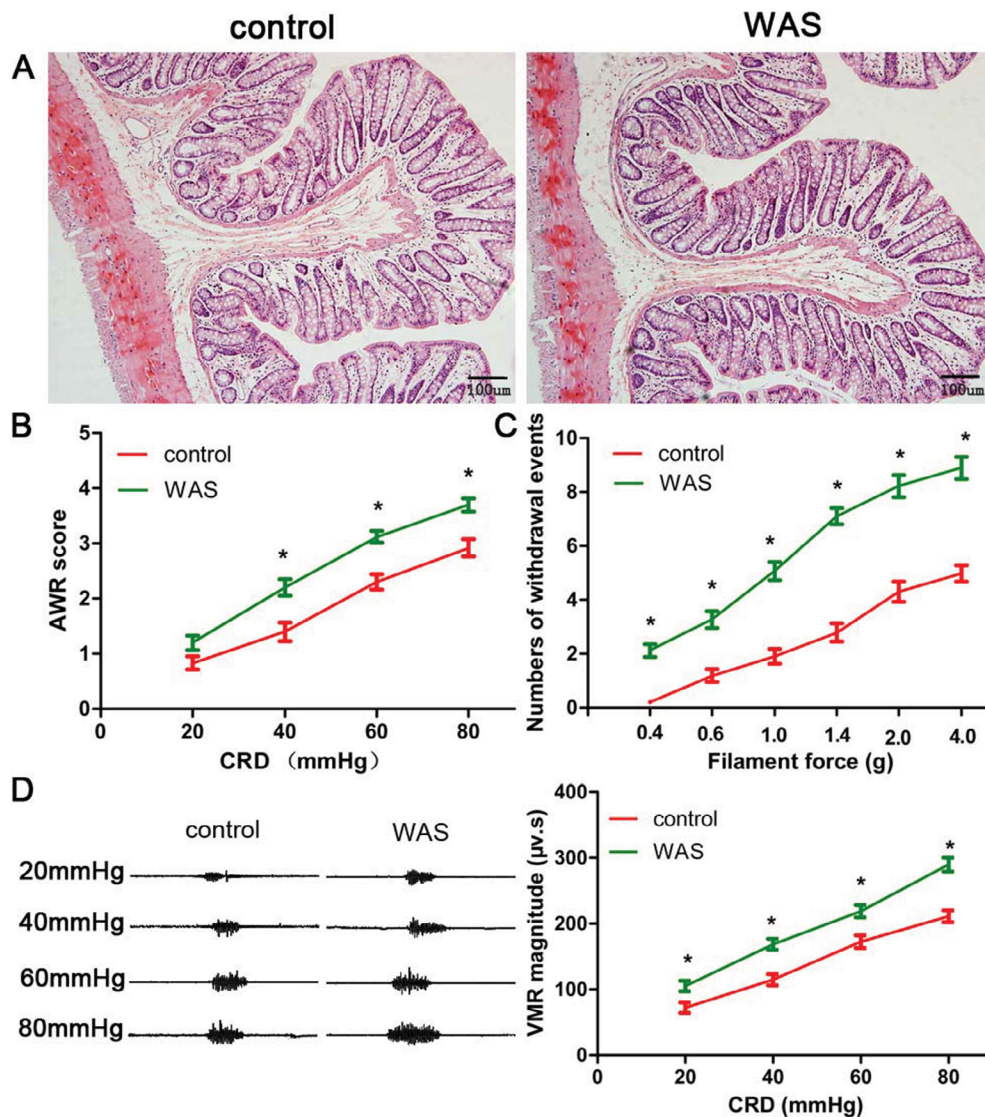 control
WAS
A
100um
100um
B
AWR score
5
4
3
2
1
0
control
WAS
*
*
*
0
20
40
60
80
CRD (mmHg)
C
Numbers of withdrawal events
10
8
6
4
2
0
control
WAS
*
*
*
*
*
*
0.4
0.6
1.0
1.4
2.0
4.0
Filament force (g)
D
control
WAS
20mmHg
40mmHg
60mmHg
80mmHg
VMR magnitude (μv.s)
400
300
200
100
0
control
WAS
*
*
*
*
0
20
40
60
80
CRD (mmHg)